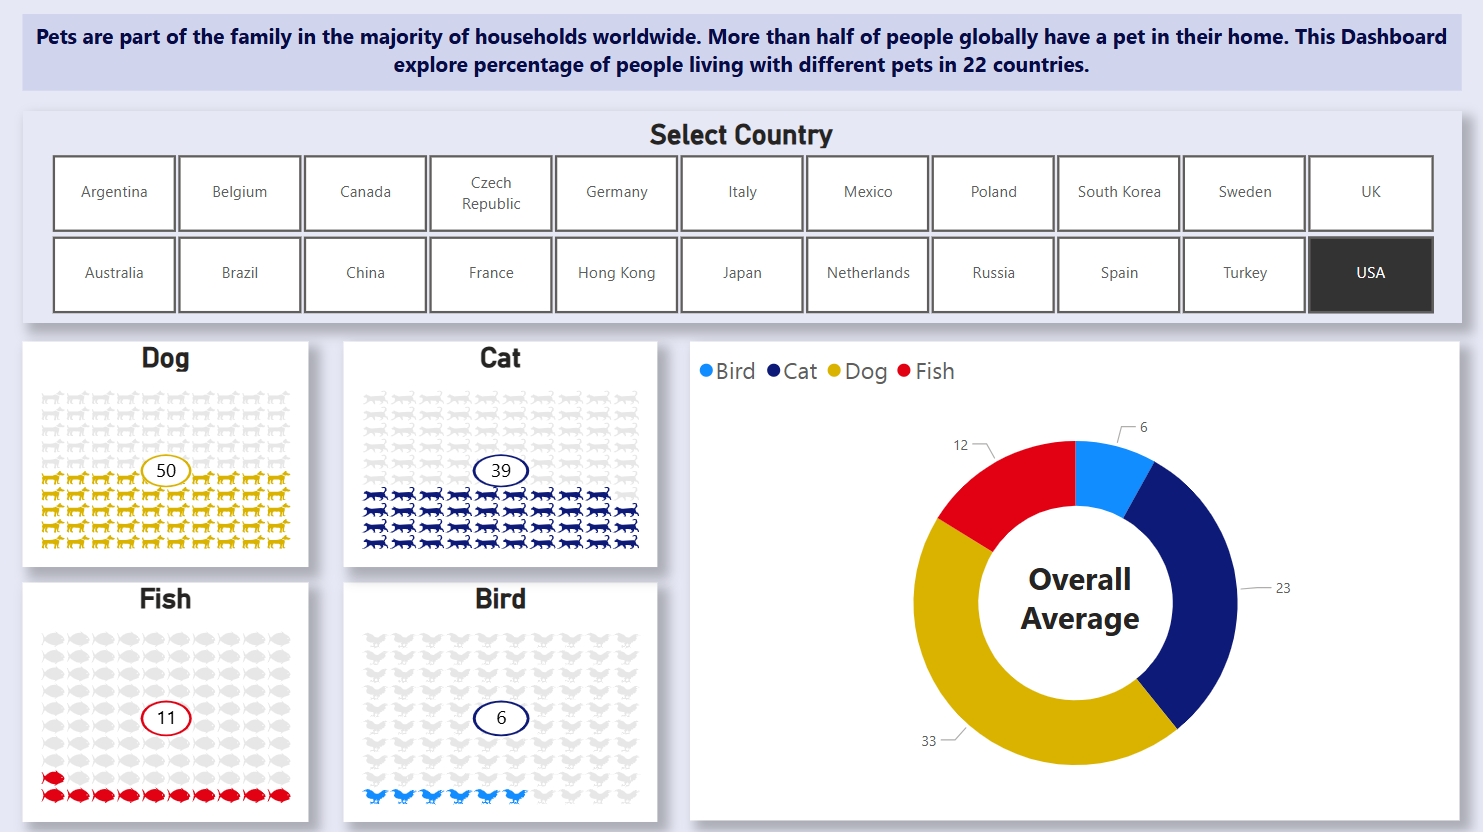 Pets are part of the family in the majority of households worldwide. More than half of people globally have a pet in their home. This Dashboard
explore percentage of people living with different pets in 22 countries.
Select Country
Argentina
Belgium
Canada
Czech
Republic
Germany
Italy
Mexico
Poland
South Korea
Sweden
UK
Australia
Brazil
China
France
Hong Kong
Japan
Netherlands
Russia
Spain
Turkey
USA
Dog
50
Cat
39
Fish
11
Bird
6
Bird Cat Dog Fish
6
12
23
33
Overall
Average